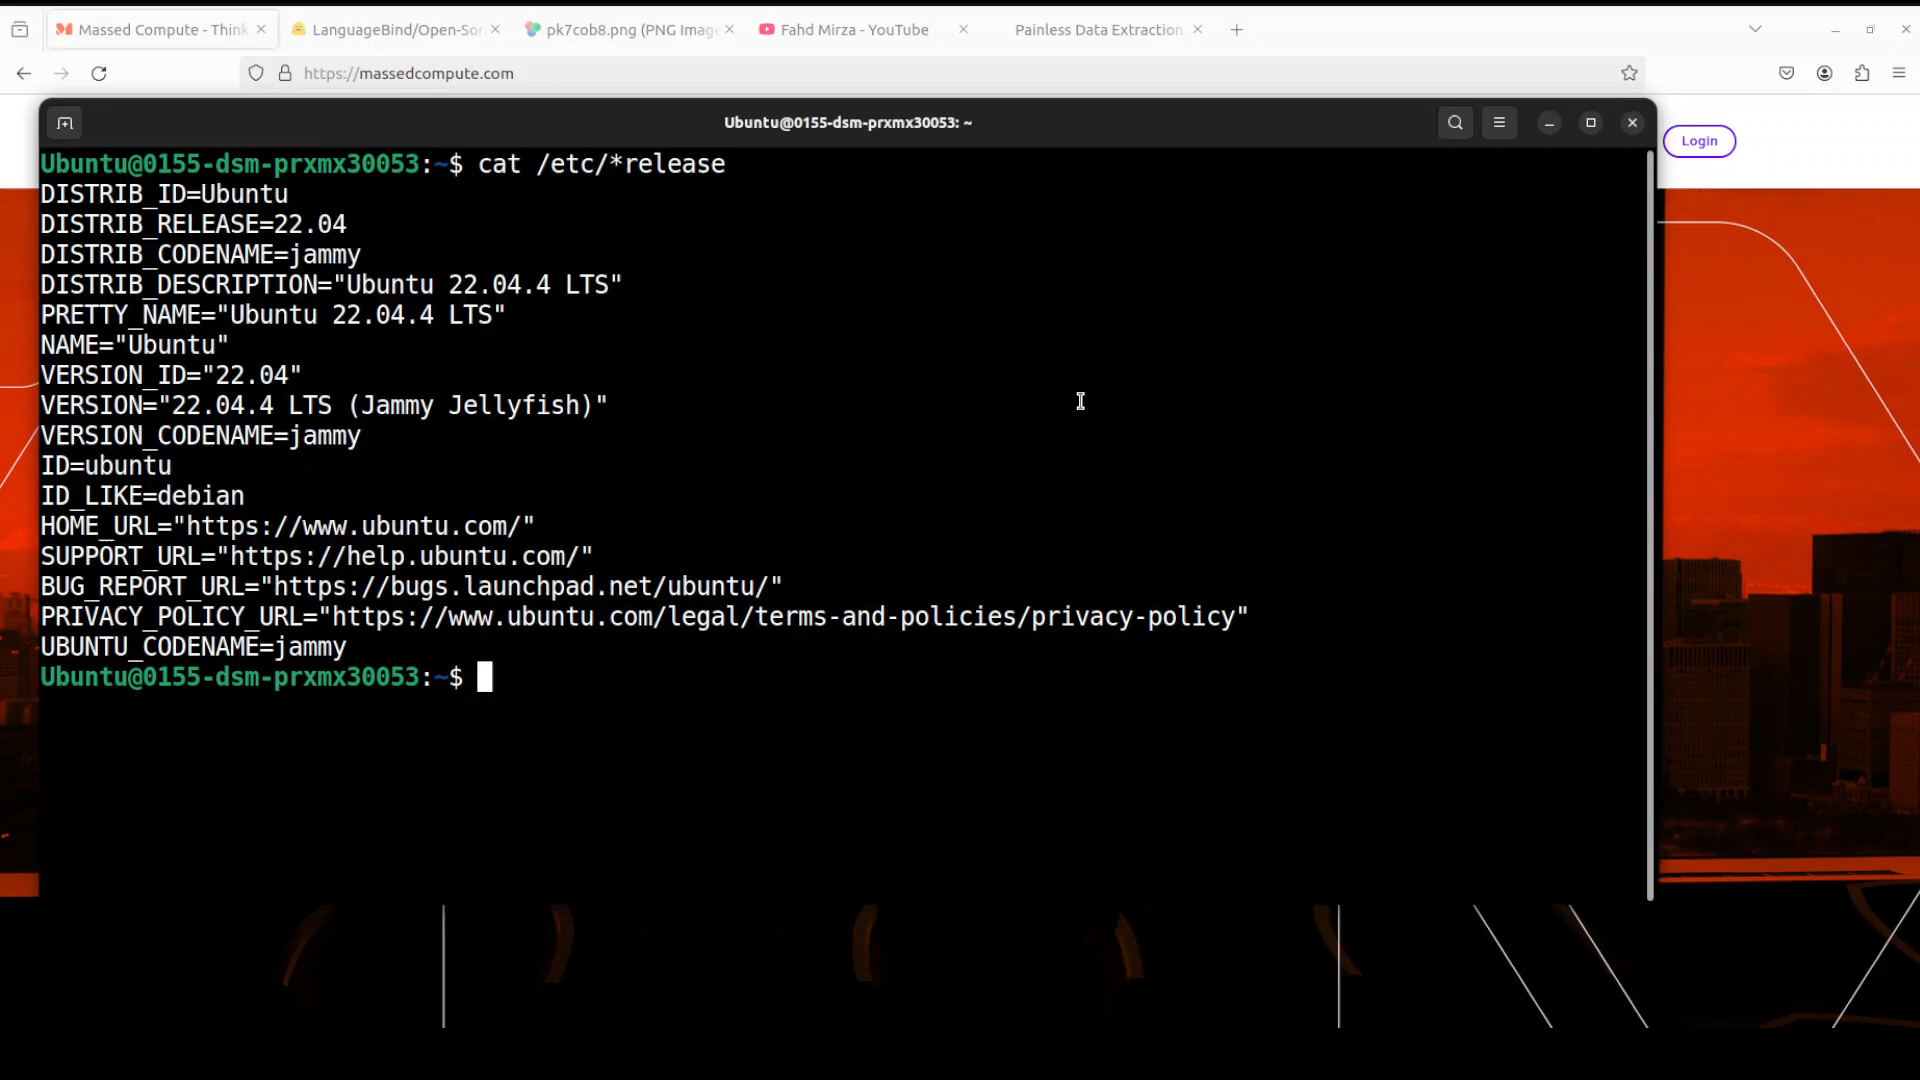 Massed Compute - Think
LanguageBind/Open-Sor
pk7cob8.png (PNG Image
Fahd Mirza - YouTube
Painless Data Extraction
https://massedcompute.com
Ubuntu@0155-dsm-prxmx30053: ~
Login
Ubuntu@0155-dsm-prxmx30053:~$ cat /etc/*release
DISTRIB_ID=Ubuntu
DISTRIB_RELEASE=22.04
DISTRIB_CODENAME=jammy
DISTRIB_DESCRIPTION="Ubuntu 22.04.4 LTS"
PRETTY_NAME="Ubuntu 22.04.4 LTS"
NAME="Ubuntu"
VERSION_ID="22.04"
VERSION="22.04.4 LTS (Jammy Jellyfish)"
VERSION_CODENAME=jammy
ID=ubuntu
ID_LIKE=debian
HOME_URL="https://www.ubuntu.com/"
SUPPORT_URL="https://help.ubuntu.com/"
BUG_REPORT_URL="https://bugs.launchpad.net/ubuntu/"
PRIVACY_POLICY_URL="https://www.ubuntu.com/legal/terms-and-policies/privacy-policy"
UBUNTU_CODENAME=jammy
Ubuntu@0155-dsm-prxmx30053:~$